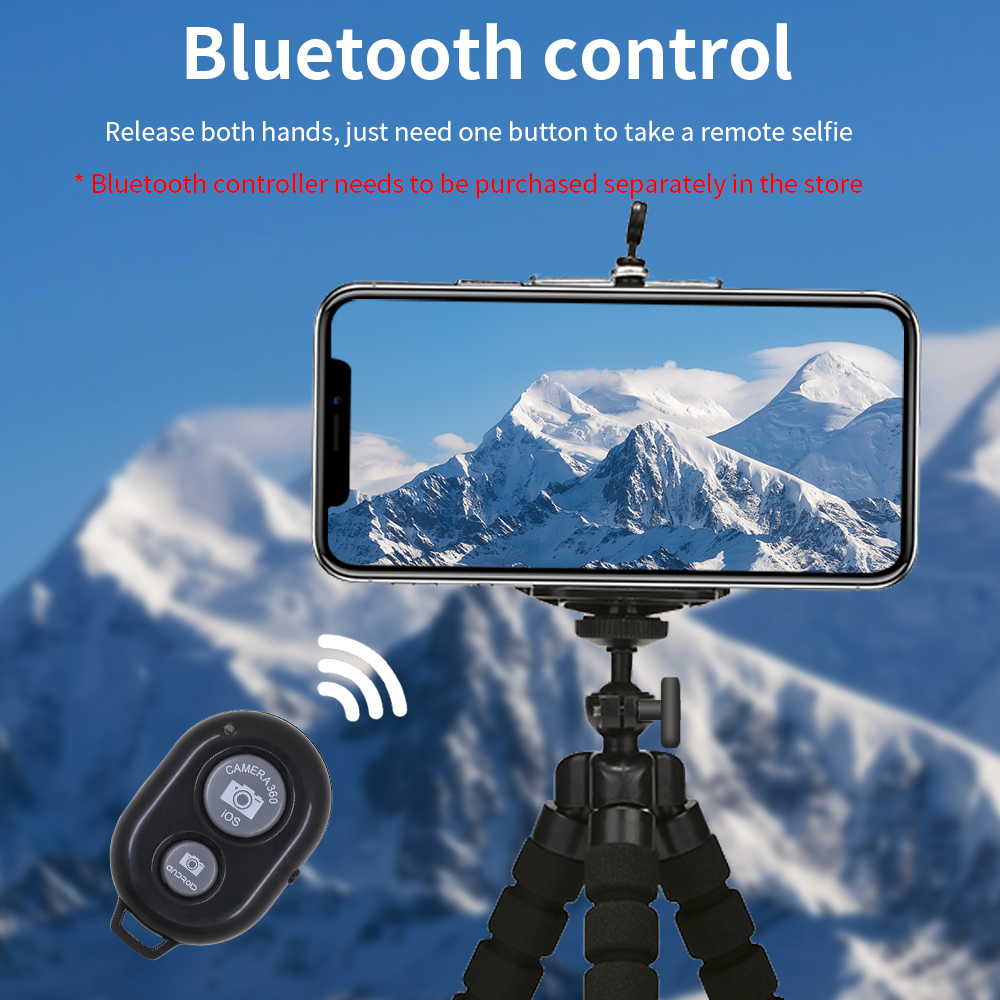 Bluetooth control
Release both hands, just need one button to take a remote selfie
* Bluetooth controller needs to be purchased separately in the store
CAMERA360
iOS
ANDROID